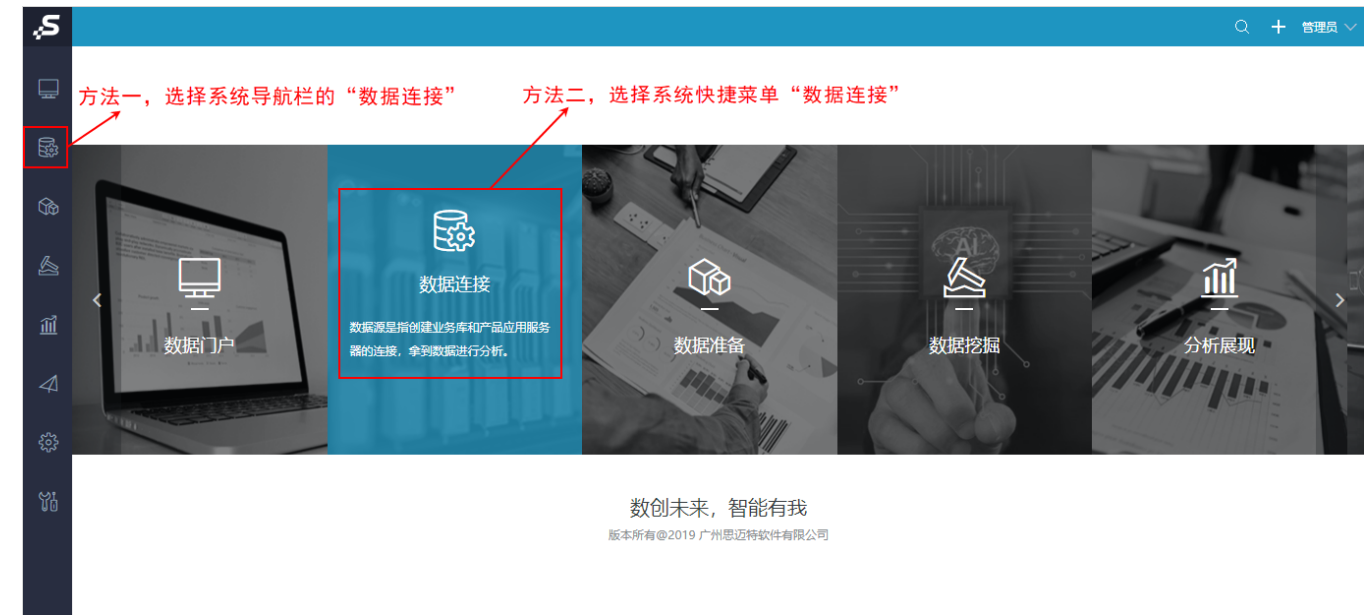 S
管理员
方法一，选择系统导航栏的“数据连接”
方法二，选择系统快捷菜单“数据连接”
数据门户
数据连接
数据源是指创建业务库和产品应用服务
器的连接，拿到数据进行分析。
数据准备
AI
数据挖掘
分析展现
数创未来，智能有我
版本所有@2019 广州思迈特软件有限公司